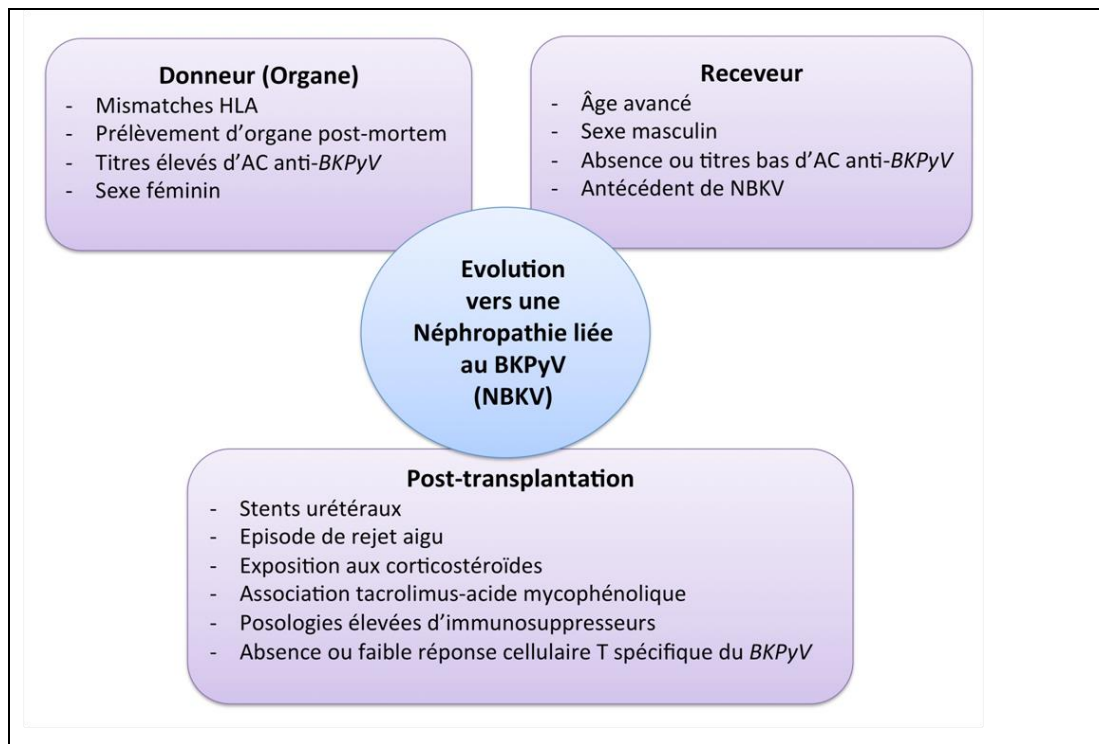 Donneur (Organe)
- Mismatches HLA
- Prélèvement d’organe post-mortem
- Titres élevés d’AC anti-BKPyV
- Sexe féminin
Receveur
- Âge avancé
- Sexe masculin
- Absence ou titres bas d’AC anti-BKPyV
- Antécédent de NBKV
Evolution
vers une
Néphropathie liée
au BKPyV
(NBKV)
Post-transplantation
- Stents urétéraux
- Episode de rejet aigu
- Exposition aux corticostéroïdes
- Association tacrolimus-acide mycophénolique
- Posologies élevées d’immunosuppresseurs
- Absence ou faible réponse cellulaire T spécifique du BKPyV